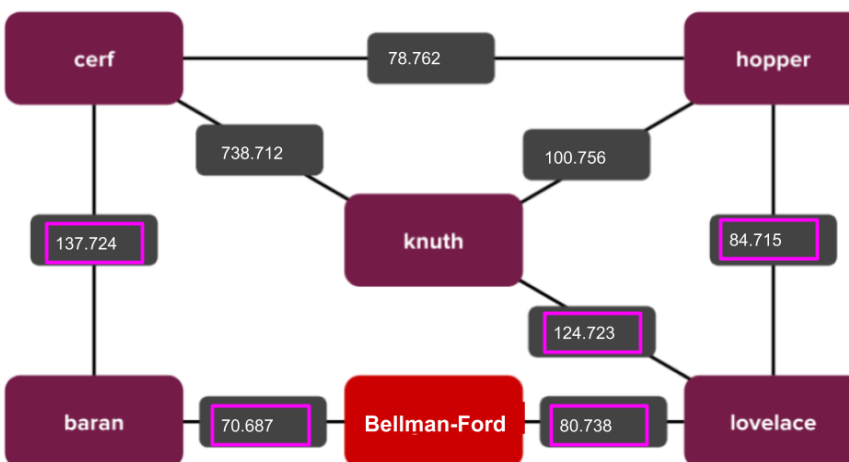 cerf
78.762
hopper
738.712
100.756
knuth
137.724
84.715
124.723
baran
70.687
Bellman-Ford
80.738
lovelace